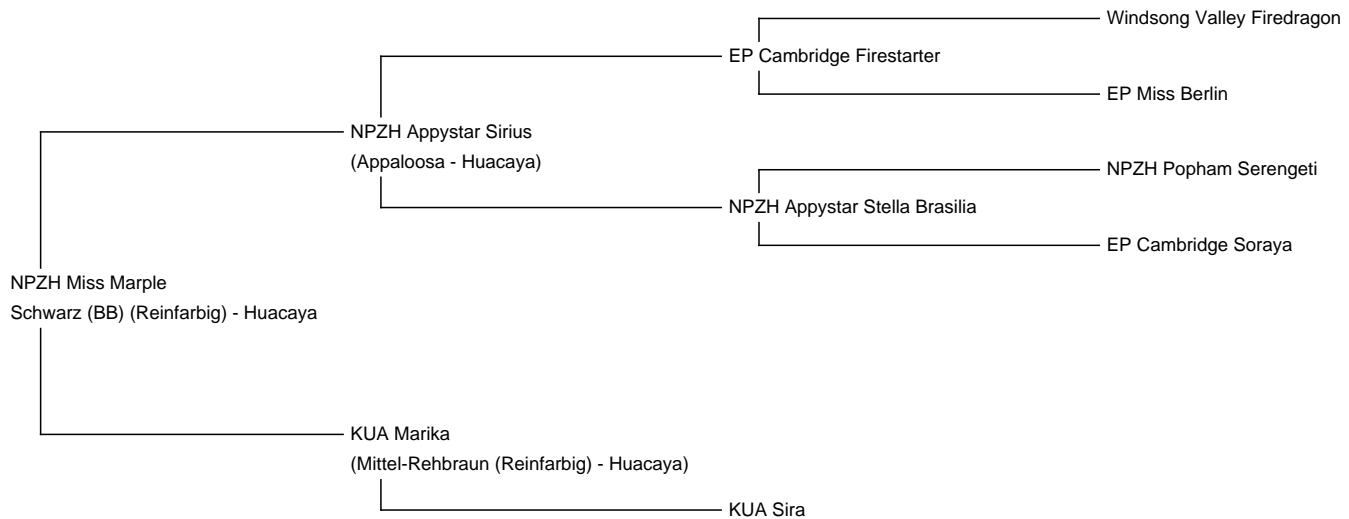 Windsong Valley Firedragon
EP Cambridge Firestarter
EP Miss Berlin
NPZH Appystar Sirius
(Appaloosa - Huacaya)
NPZH Popham Serengeti
NPZH Appystar Stella Brasilia
EP Cambridge Soraya
NPZH Miss Marple
Schwarz (BB) (Reinfarbig) - Huacaya
KUA Marika
(Mittel-Rehbraun (Reinfarbig) - Huacaya)
KUA Sira